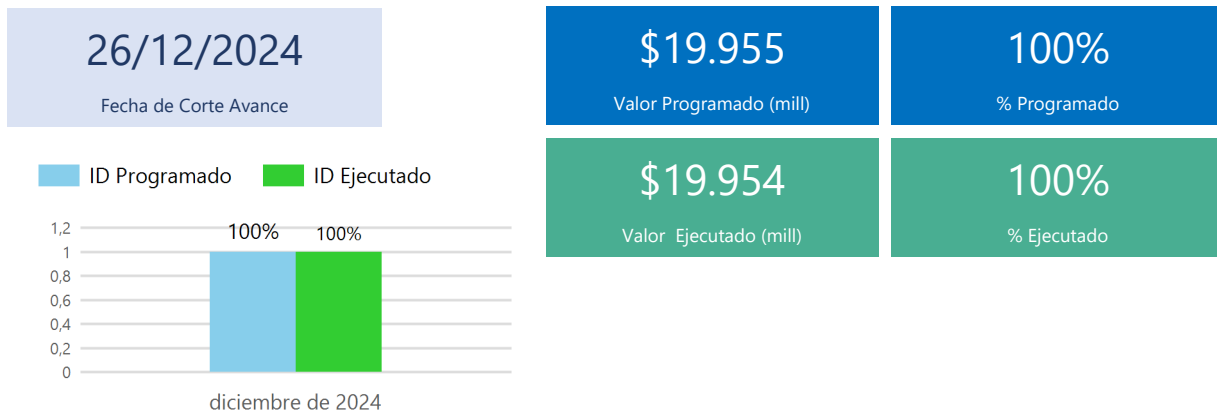 26/12/2024
Fecha de Corte Avance
$19.955
Valor Programado (mill)
100%
% Programado
$19.954
Valor  Ejecutado (mill)
100%
% Ejecutado
ID Programado
ID Ejecutado
1,2
1
0,8
0,6
0,4
0,2
0
100%
100%
diciembre de 2024